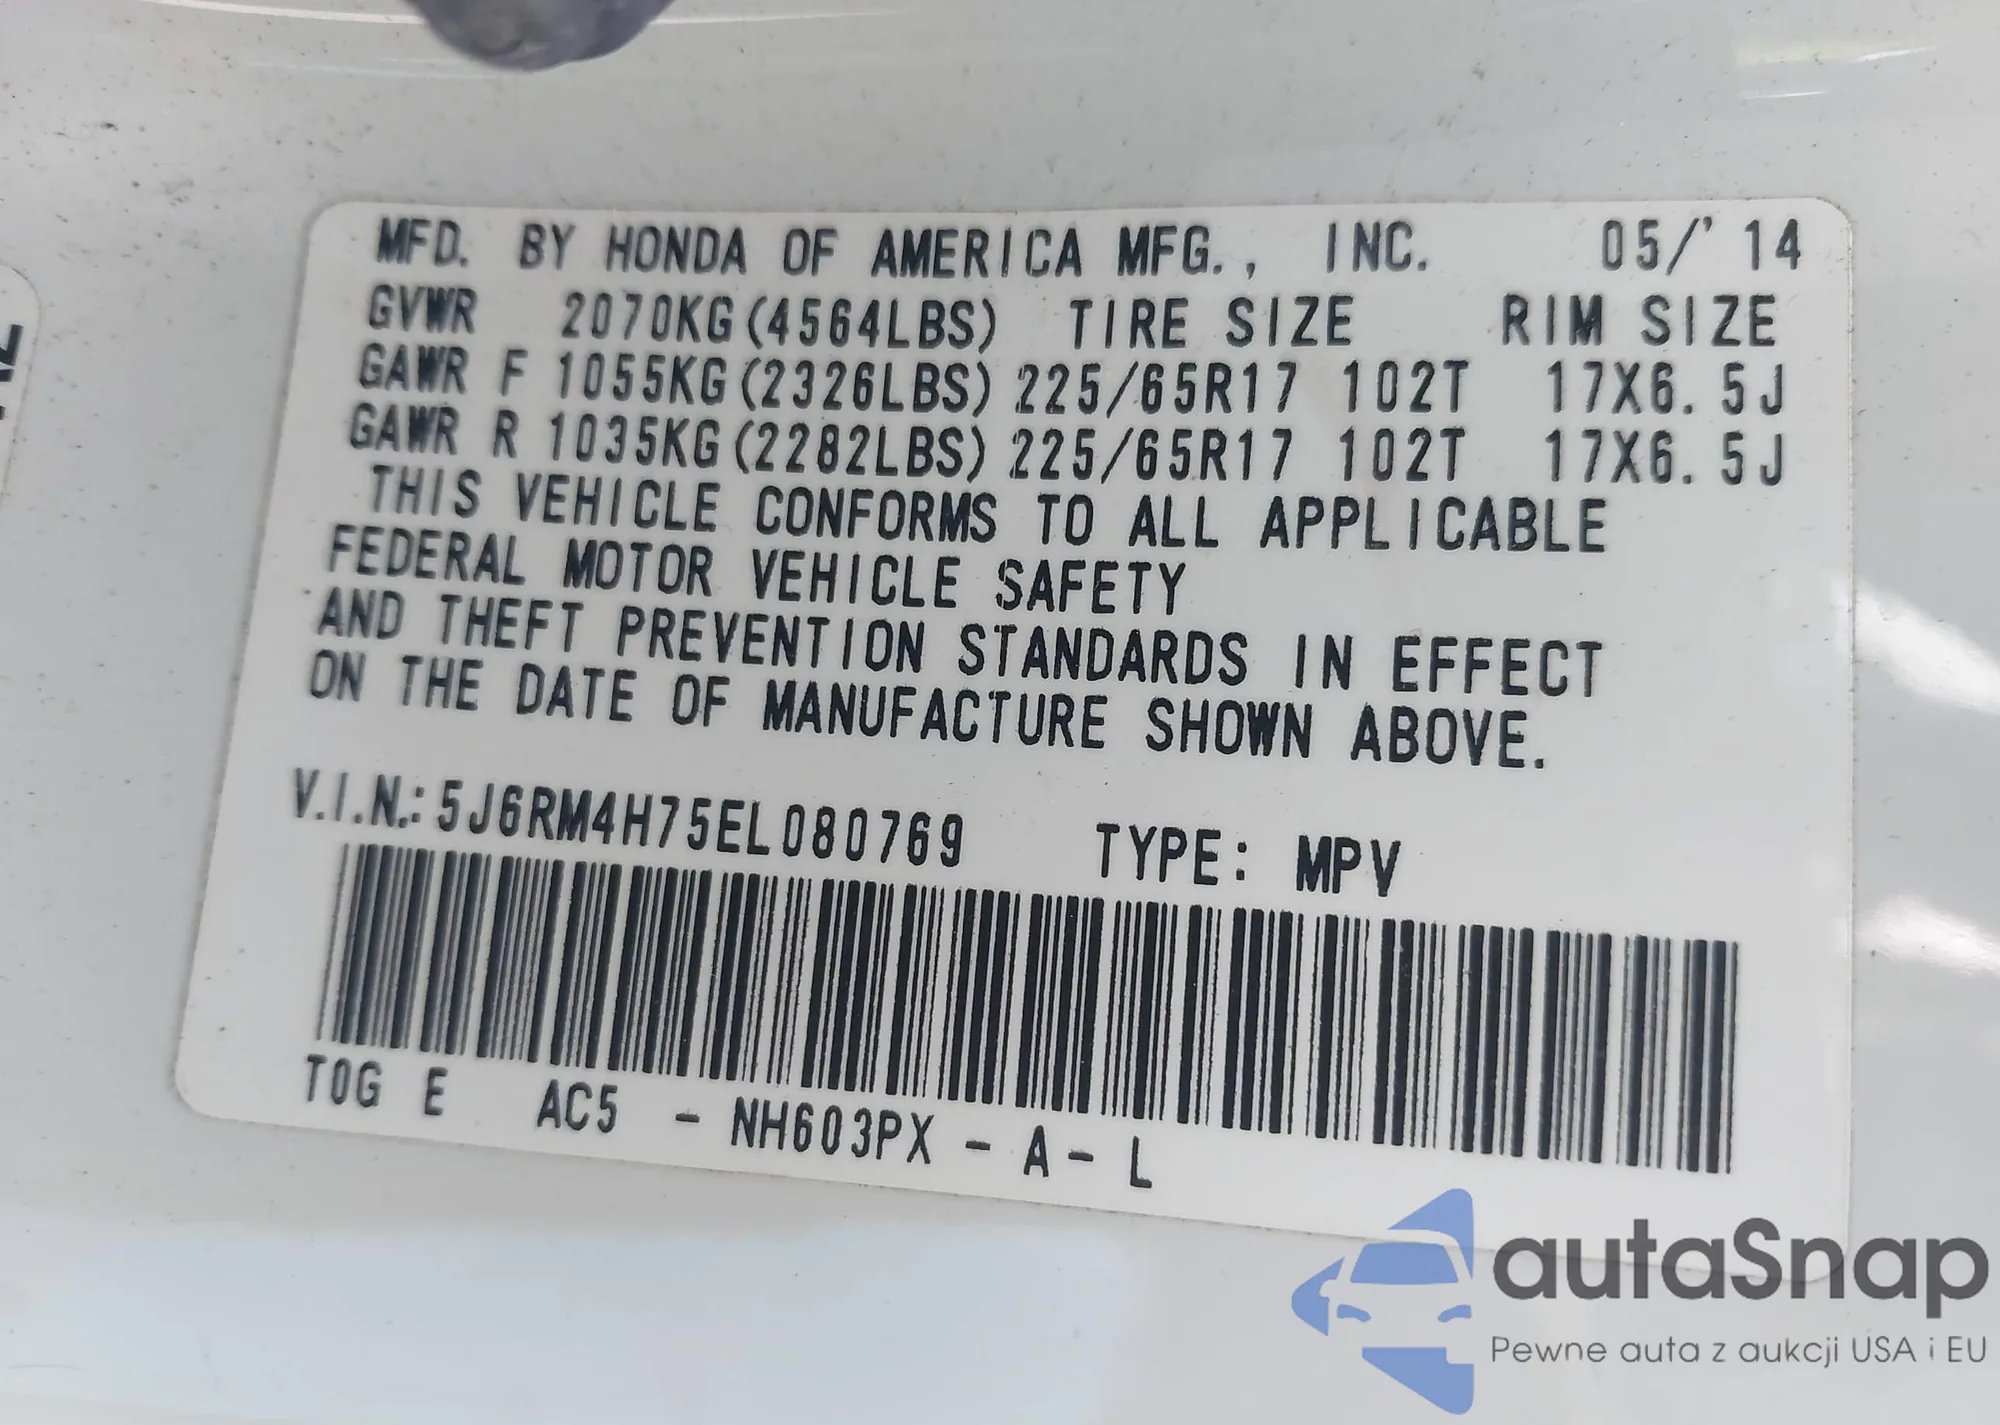 MFD. BY HONDA OF AMERICA MFG., INC. 05/'14
GVWR 2070KG(4564LBS) TIRE SIZE RIM SIZE
GAWR F 1055KG(2326LBS) 225/65R17 102T 17X6.5J
GAWR R 1035KG(2282LBS) 225/65R17 102T 17X6.5J
THIS VEHICLE CONFORMS TO ALL APPLICABLE
FEDERAL MOTOR VEHICLE SAFETY
AND THEFT PREVENTION STANDARDS IN EFFECT
ON THE DATE OF MANUFACTURE SHOWN ABOVE.
V.I.N.: 5J6RM4H75EL080769 TYPE: MPV
T0G E AC5 - NH603PX - A - L
autaSnap
Pewne auta z aukcji USA i EU